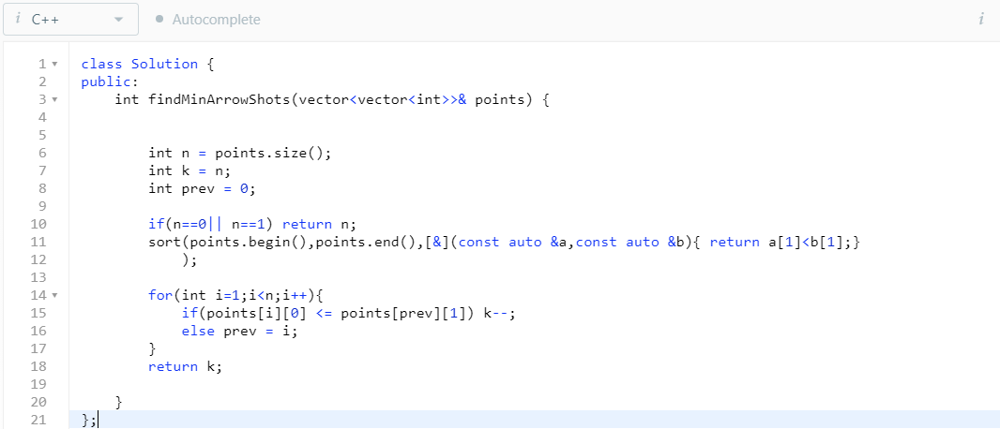 i C++ Autocomplete i
1 class Solution {
2 public:
3 int findMinArrowShots(vector<vector<int>>& points) {
4
5
6 int n = points.size();
7 int k = n;
8 int prev = 0;
9
10 if(n==0|| n==1) return n;
11 sort(points.begin(),points.end(),[&](const auto &a,const auto &b){ return a[1]<b[1];}
12 );
13
14 for(int i=1;i<n;i++){
15 if(points[i][0] <= points[prev][1]) k--;
16 else prev = i;
17 }
18 return k;
19
20 }
21 };